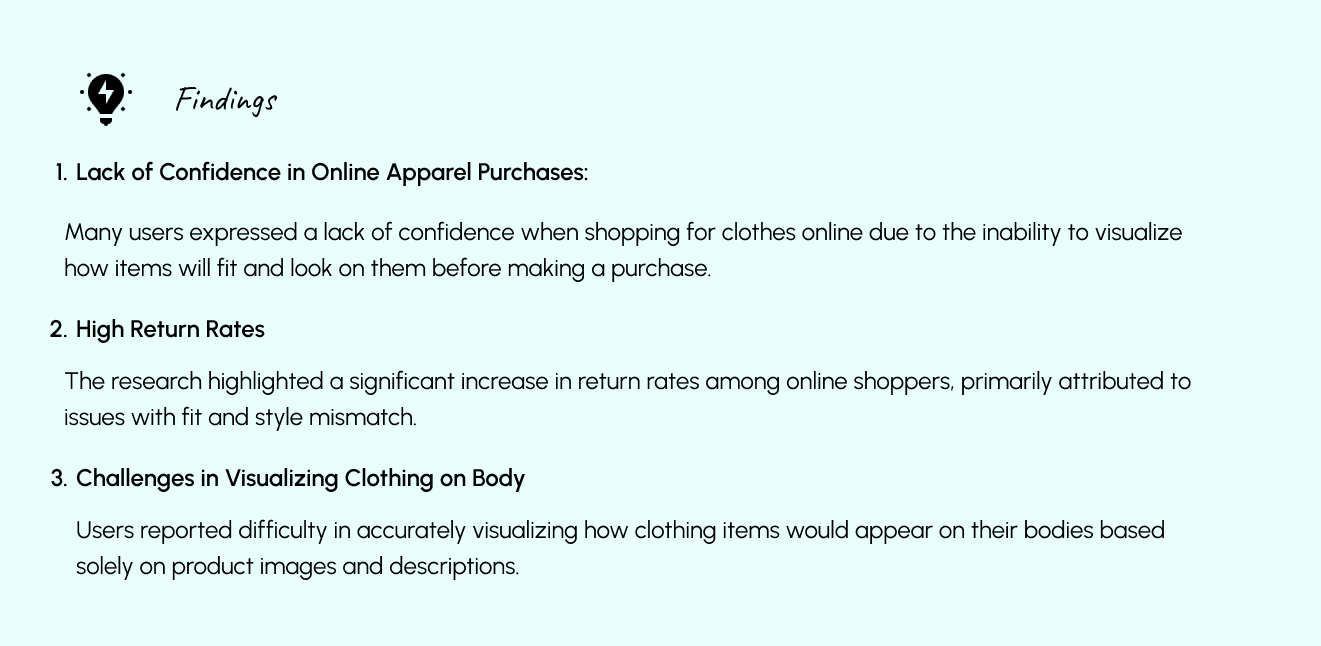 Findings
1. Lack of Confidence in Online Apparel Purchases:
Many users expressed a lack of confidence when shopping for clothes online due to the inability to visualize
how items will fit and look on them before making a purchase.
2. High Return Rates
The research highlighted a significant increase in return rates among online shoppers, primarily attributed to
issues with fit and style mismatch.
3. Challenges in Visualizing Clothing on Body
Users reported difficulty in accurately visualizing how clothing items would appear on their bodies based
solely on product images and descriptions.